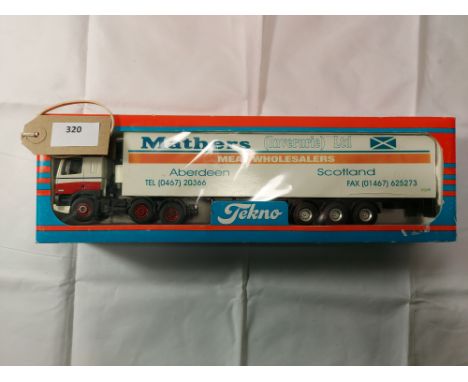 320
Mathers (Inverurie) Ltd
MEAT WHOLESALERS
Aberdeen Scotland
TEL (0467) 20366 FAX (01467) 625273
Tekno